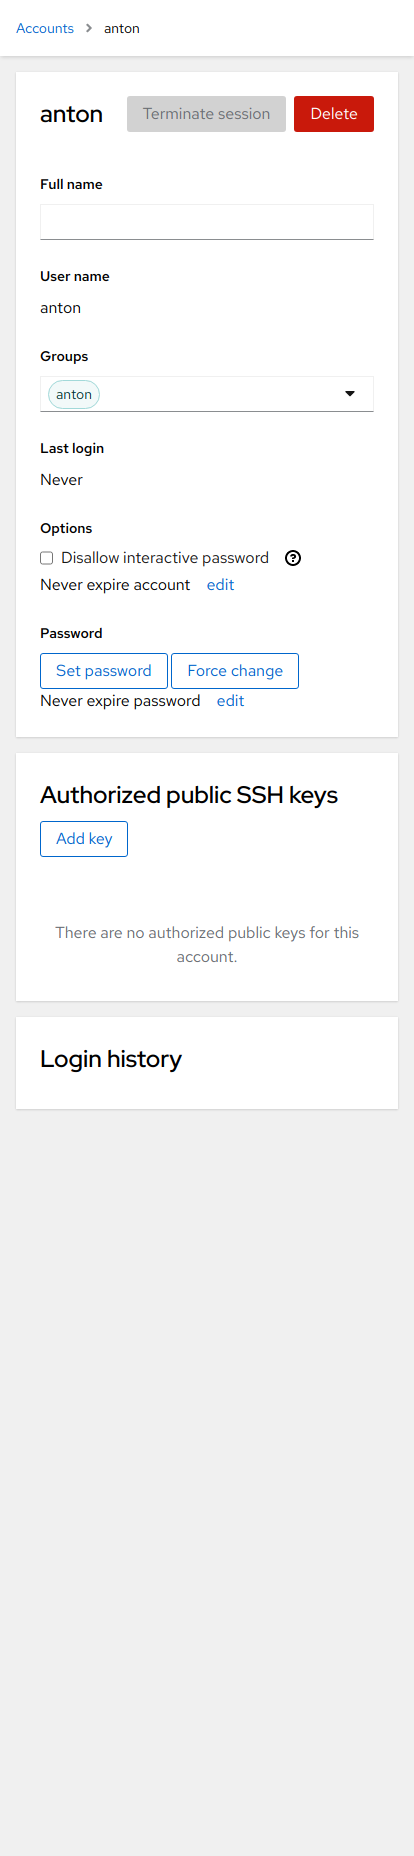 Accounts > anton
anton Terminate session Delete
Full name
User name
anton
Groups
anton
Last login
Never
Options
Disallow interactive password
Never expire account edit
Password
Set password Force change
Never expire password edit
Authorized public SSH keys
Add key
There are no authorized public keys for this
account.
Login history